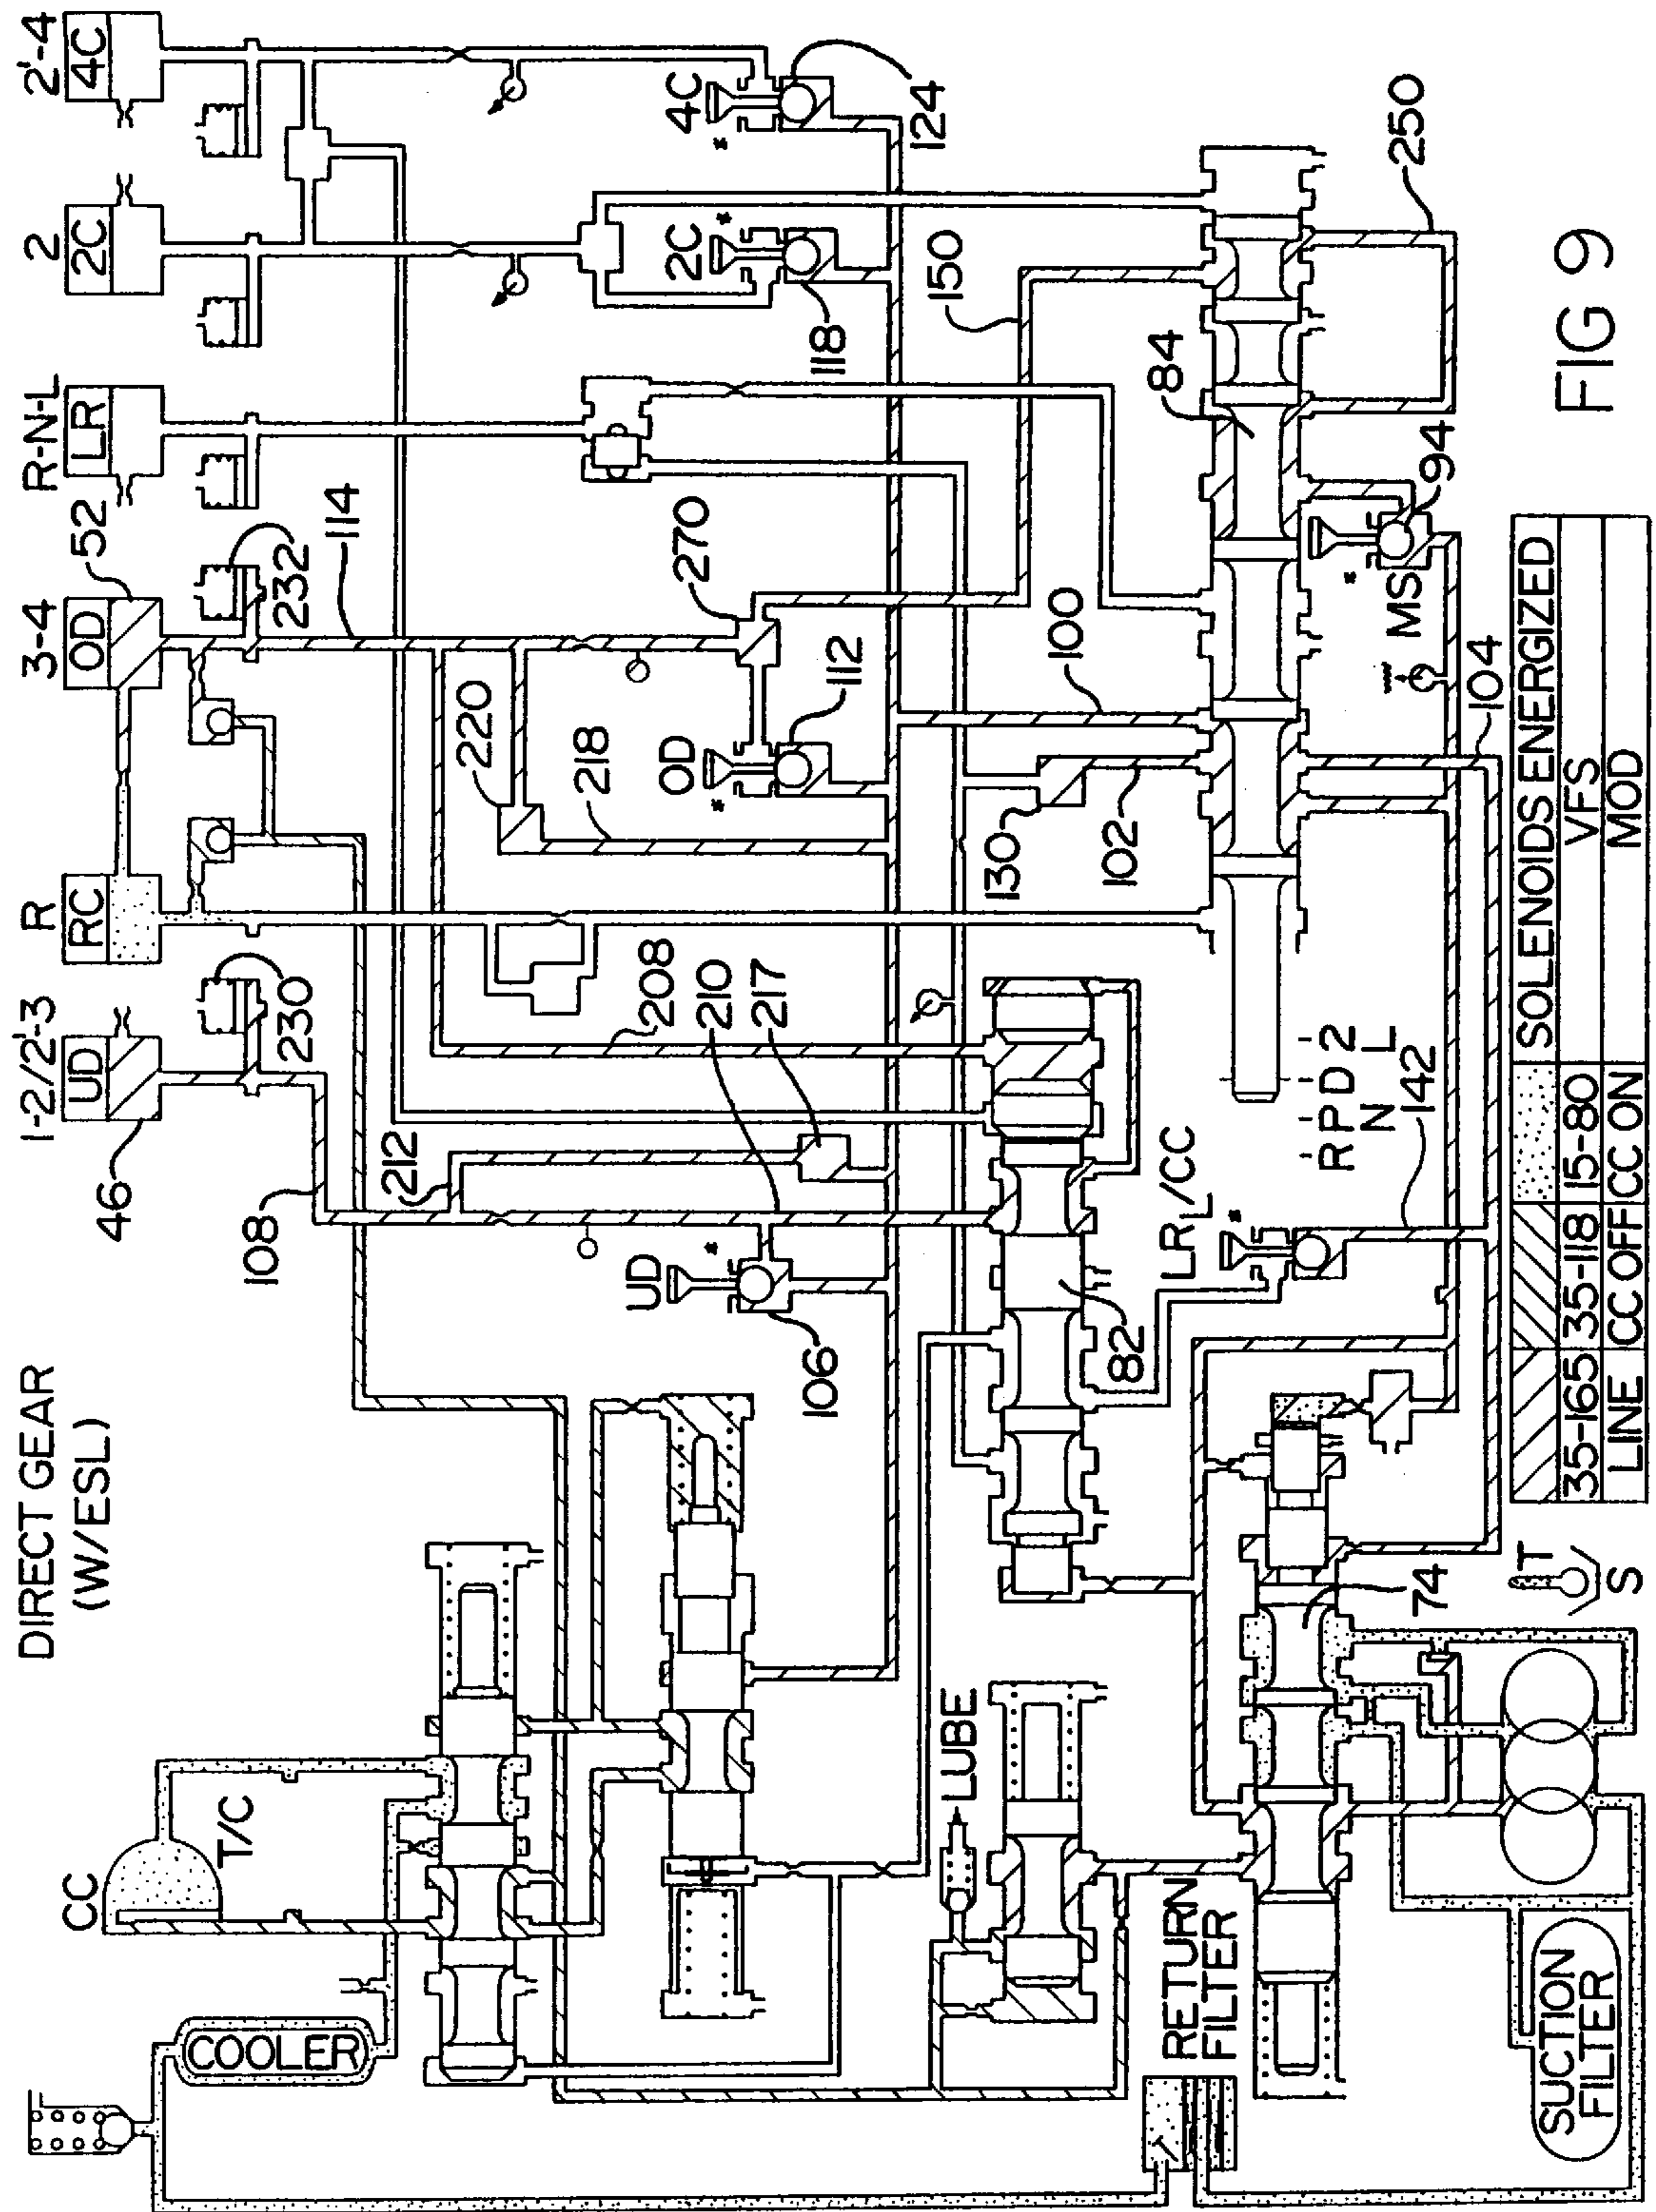 DIRECT GEAR
(W/ESL)
1-2/2'-3
UD
46
R
RC
3-4
OD
52
R-N-L
LR
2
2C
2'-4
4C
230
232
108
114
212
220
218
208
210
217
270
OD
112
2C
118
4C
124
UD
106
100
102
130
150
84
250
CC
T/C
COOLER
LUBE
LRL/CC
82
R P D 2
N L
142
MS
94
104
RETURN
FILTER
SUCTION
FILTER
74
T
S
SOLENOIDS ENERGIZED
35-165
35-118
15-80
VFS
LINE
CC OFF
CC ON
MOD
FIG 9